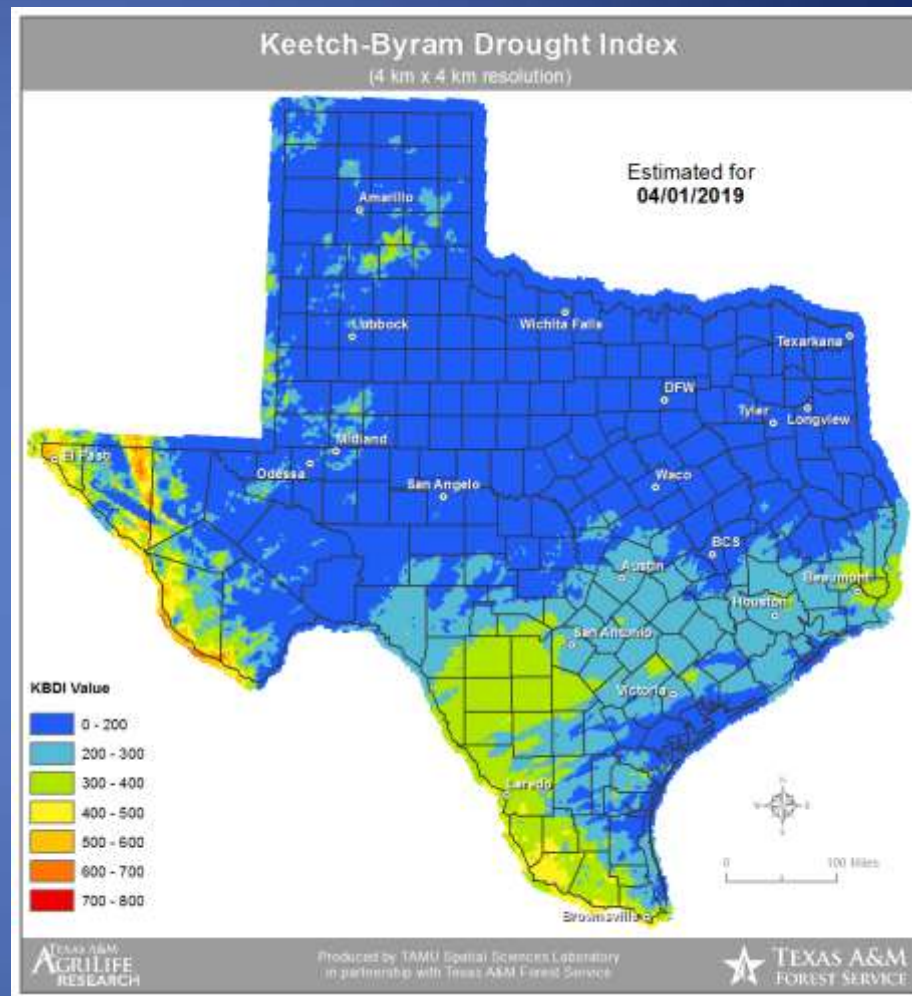 Keetch-Byram Drought Index
(4 km x 4 km resolution)
Estimated for
04/01/2019
Amarillo
Lubbock
Wichita Falls
Texarkana
DFW
Tyler
Longview
Midland
El Paso
Odessa
San Angelo
Waco
BCS
Austin
Beaumont
Houston
San Antonio
Victoria
Laredo
Brownsville
KBDI Value
0 - 200
200 - 300
300 - 400
400 - 500
500 - 600
600 - 700
700 - 800
N
W
E
S
0
100 Miles
TEXAS A&M
AGRILIFE
RESEARCH
Produced by TAMU Spatial Sciences Laboratory
in partnership with Texas A&M Forest Service
TEXAS A&M
FOREST SERVICE